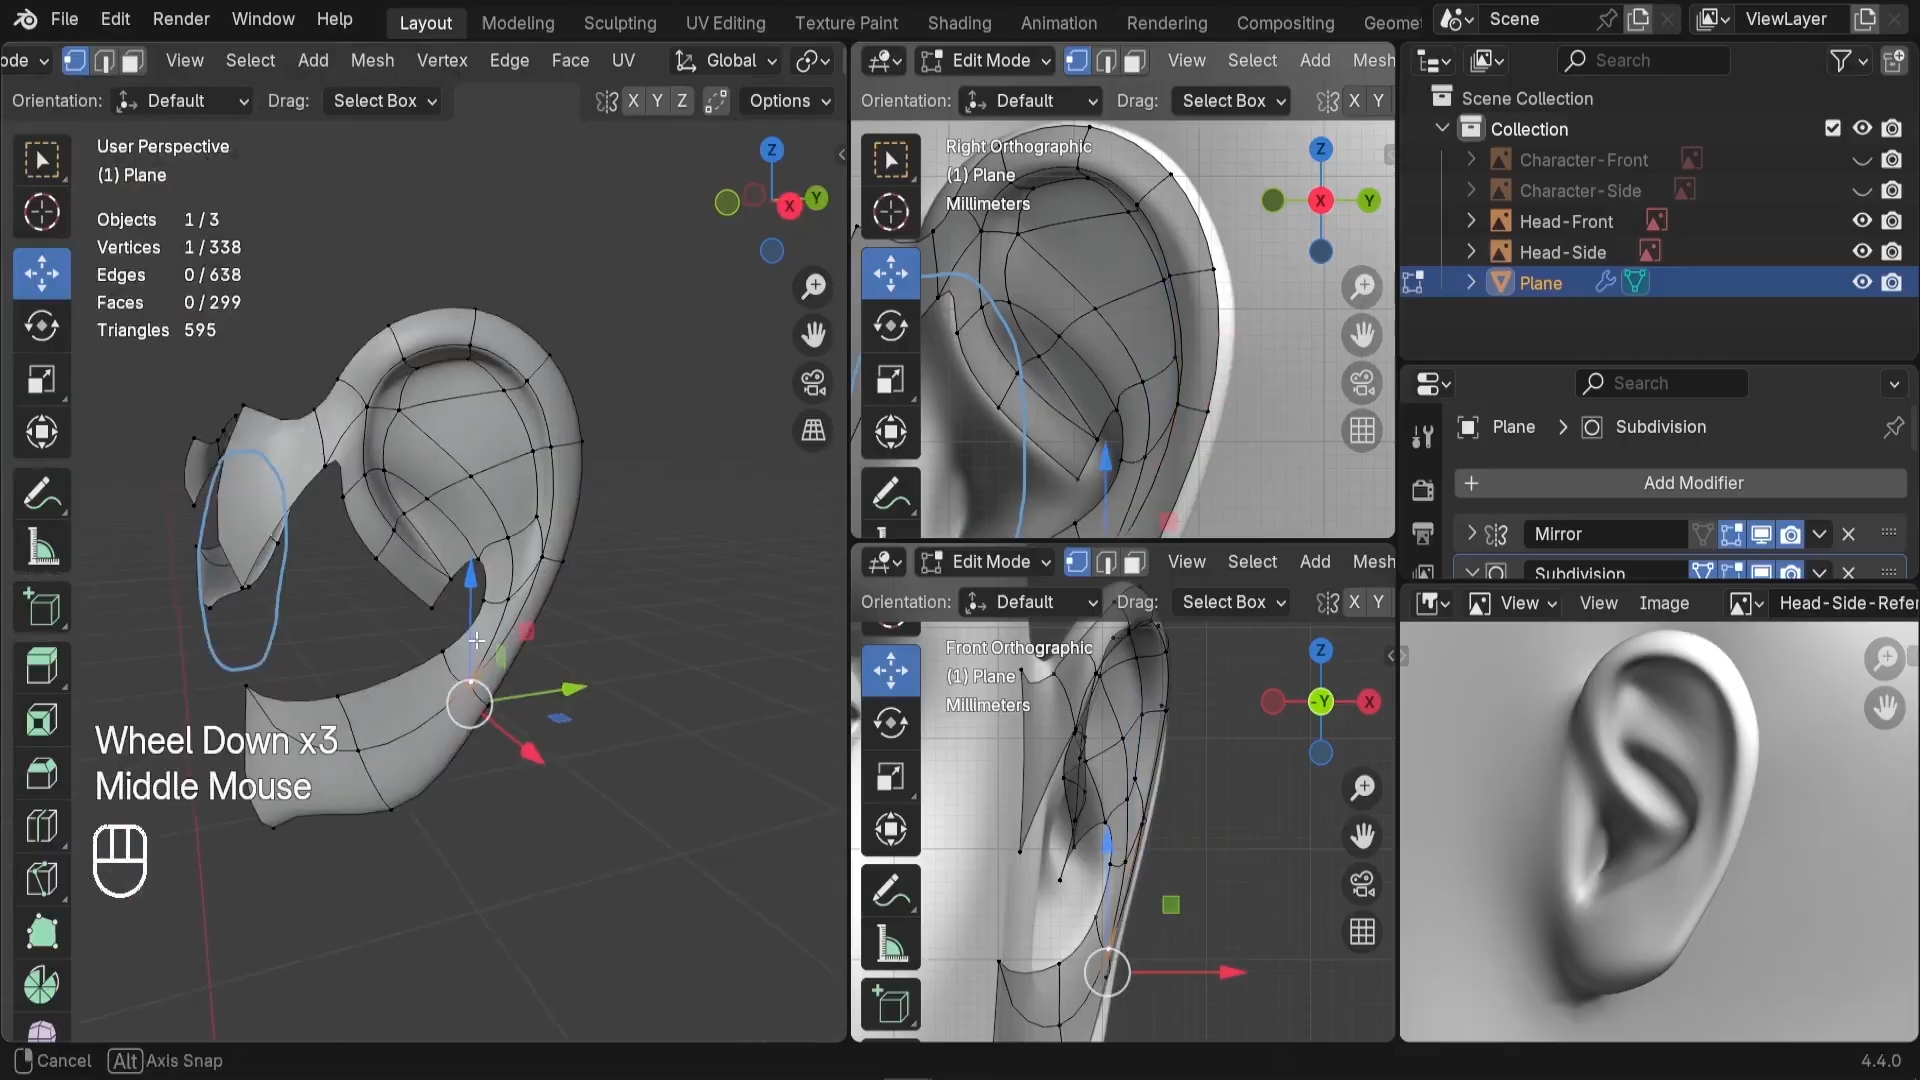 File Edit Render Window Help Layout Modeling Sculpting UV Editing Texture Paint Shading Animation Rendering Compositing Geome Scene ViewLayer
ode View Select Add Mesh Vertex Edge Face UV Global
Orientation: Default Drag: Select Box X Y Z Options
User Perspective
(1) Plane
Objects 1 / 3
Vertices 1 / 338
Edges 0 / 638
Faces 0 / 299
Triangles 595
Z
X
Y
Wheel Down x3
Middle Mouse
Edit Mode View Select Add Mesh
Orientation: Default Drag: Select Box X Y
Right Orthographic
(1) Plane
Millimeters
Z
X
Y
Edit Mode View Select Add Mesh
Orientation: Default Drag: Select Box X Y
Front Orthographic
(1) Plane
Millimeters
Z
-Y
X
Search
Scene Collection
Collection
Character-Front
Character-Side
Head-Front
Head-Side
Plane
Search
Plane Subdivision
Add Modifier
Mirror
Subdivision
View View Image Head-Side-Refer
Cancel Alt Axis Snap 4.4.0